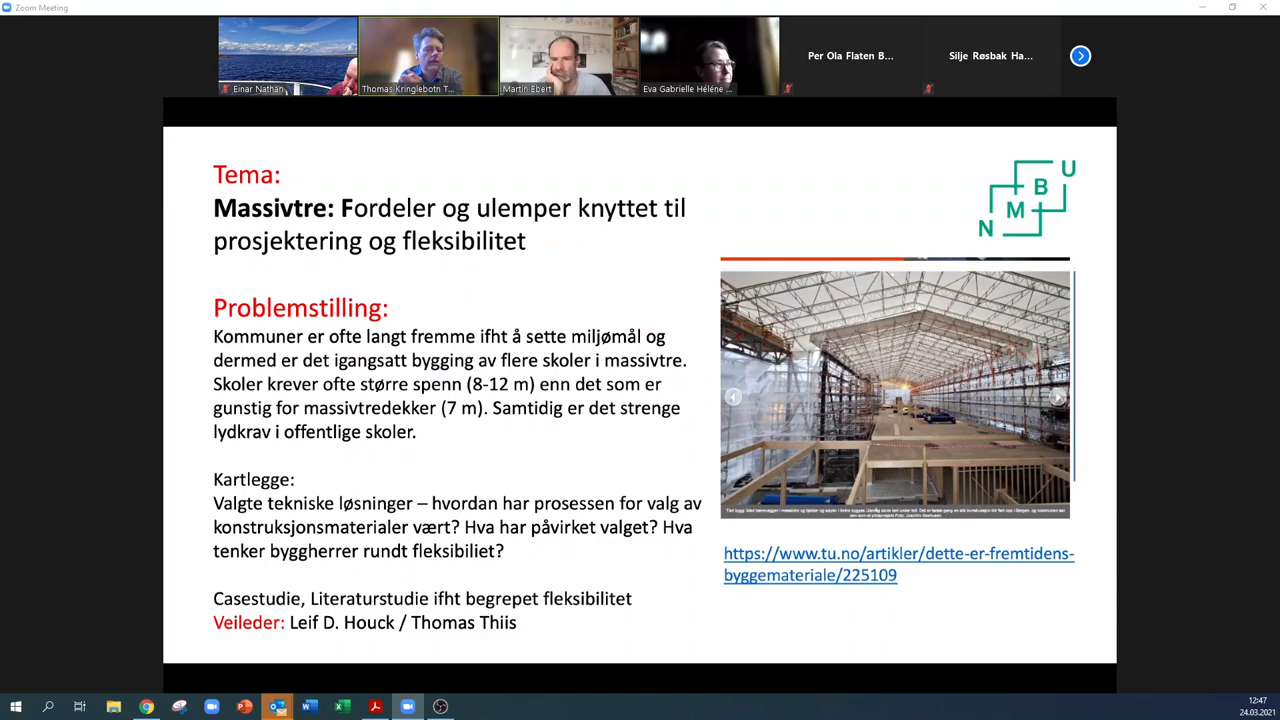 Zoom Meeting
Einar Nathan
Thomas Kringlebotn T...
Martin Ebert
Eva Gabrielle Héléne ...
Per Ola Flaten B...
Silje Røsbak Ha...
Tema:
Massivtre: Fordeler og ulemper knyttet til
prosjektering og fleksibilitet
Problemstilling:
Kommuner er ofte langt fremme ifht å sette miljømål og
dermed er det igangsatt bygging av flere skoler i massivtre.
Skoler krever ofte større spenn (8-12 m) enn det som er
gunstig for massivtredekker (7 m). Samtidig er det strenge
lydkrav i offentlige skoler.
Kartlegge:
Valgte tekniske løsninger – hvordan har prosessen for valg av
konstruksjonsmaterialer vært? Hva har påvirket valget? Hva
tenker byggherrer rundt fleksibiliet?
Casestudie, Literaturstudie ifht begrepet fleksibilitet
Veileder: Leif D. Houck / Thomas Thiis
N M B U
https://www.tu.no/artikler/dette-er-fremtidens-
byggemateriale/225109
12:47
24.03.2021